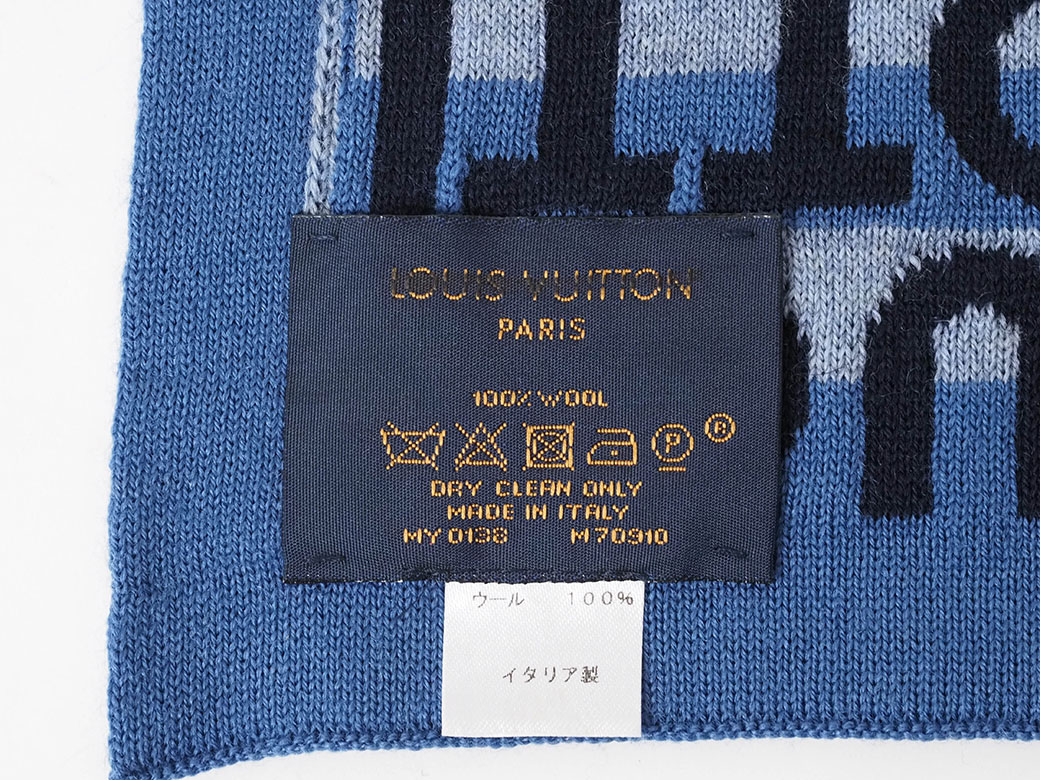 LOUIS VUITTON
PARIS
100% WOOL
P
®
DRY CLEAN ONLY
MADE IN ITALY
MY 0138 M 70910
ウール 100%
イタリア製